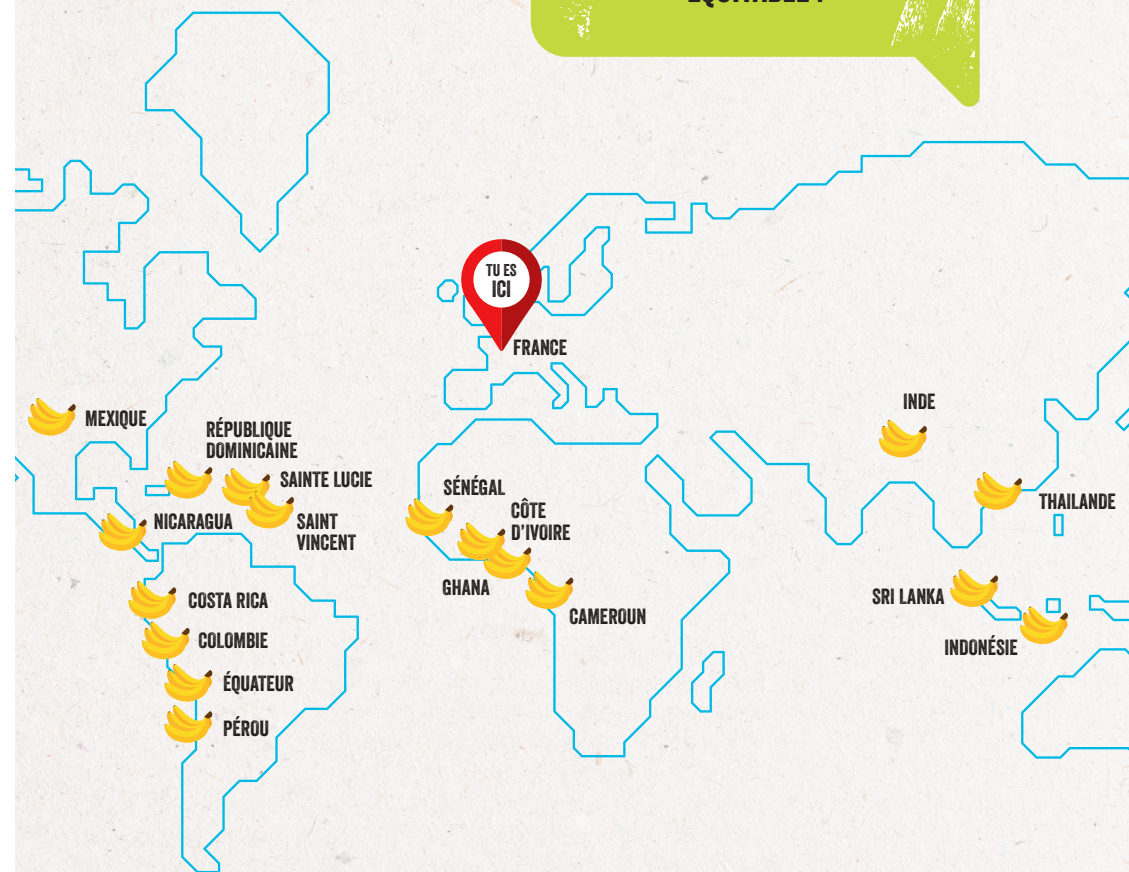 ÉQUITABLE ?
TU ES
ICI
FRANCE
MEXIQUE
RÉPUBLIQUE
DOMINICAINE
SAINTE LUCIE
SAINT
VINCENT
NICARAGUA
COSTA RICA
COLOMBIE
ÉQUATEUR
PÉROU
SÉNÉGAL
CÔTE
D'IVOIRE
GHANA
CAMEROUN
INDE
THAILANDE
SRI LANKA
INDONÉSIE